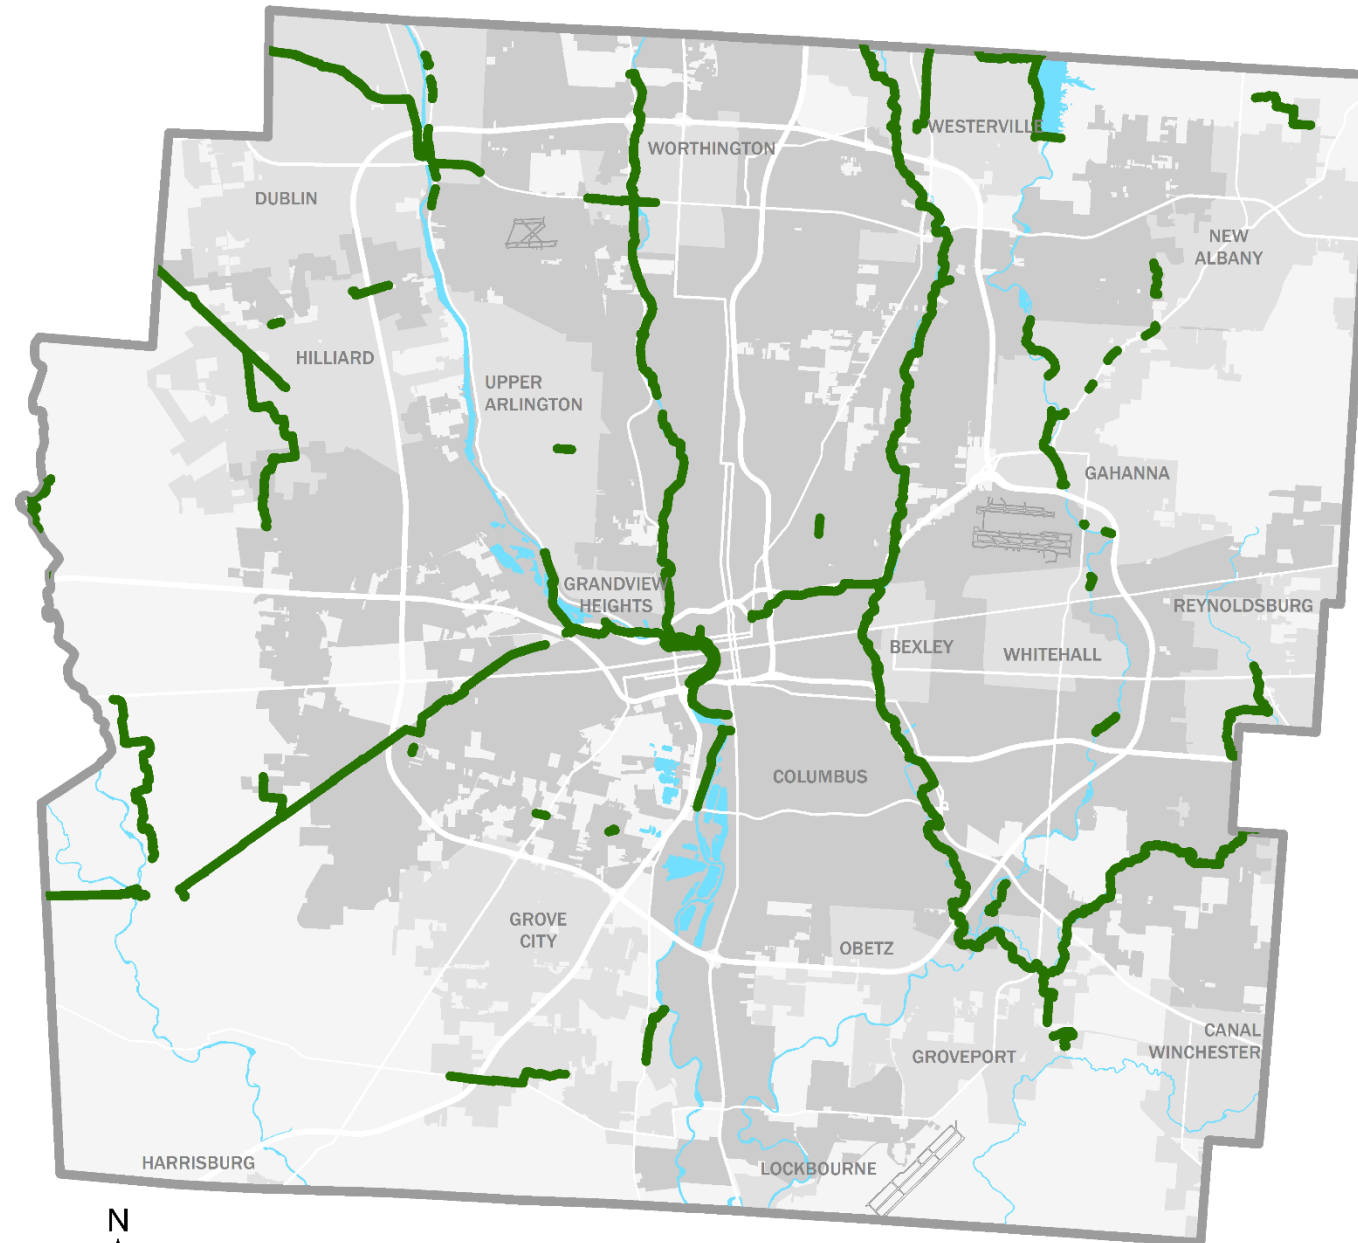 WESTERVILLE
WORTHINGTON
DUBLIN
NEW
ALBANY
HILLIARD
UPPER
ARLINGTON
GAHANNA
GRANDVIEW
HEIGHTS
REYNOLDSBURG
BEXLEY
WHITEHALL
COLUMBUS
GROVE
CITY
OBETZ
CANAL
WINCHESTER
GROVEPORT
HARRISBURG
LOCKBOURNE
N